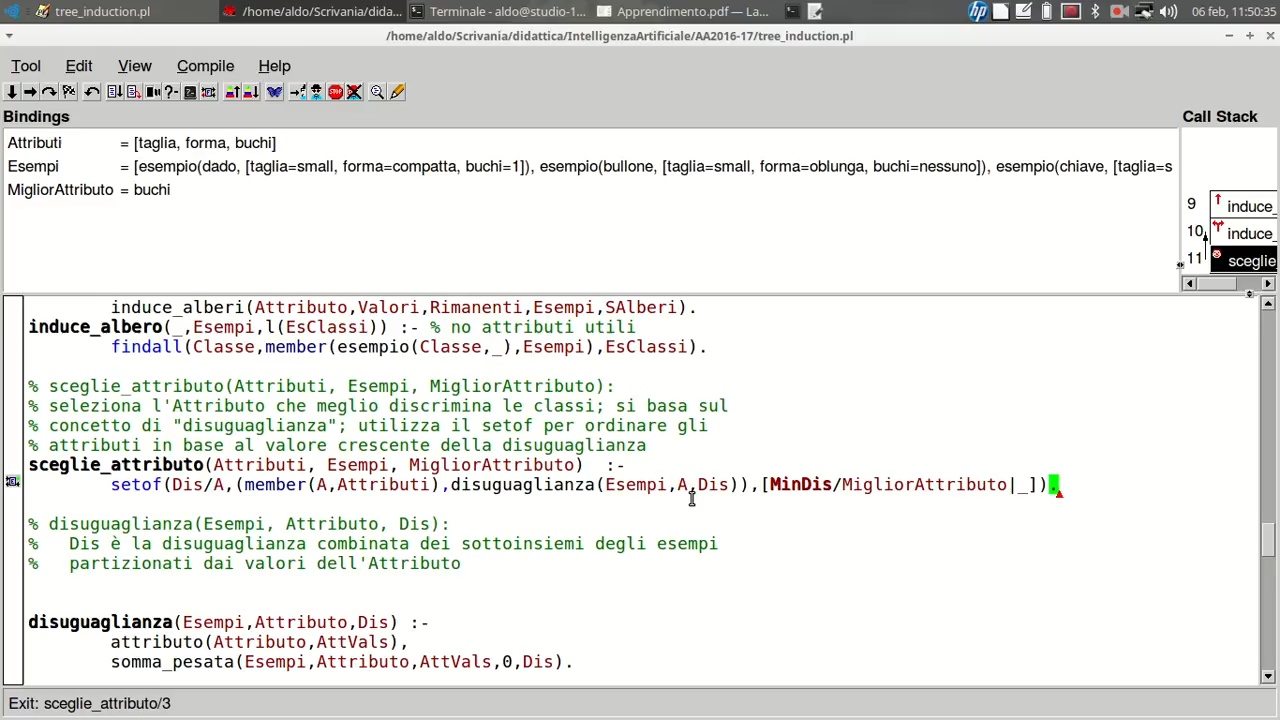 tree_induction.pl
/home/aldo/Scrivania/dida...
Terminale - aldo@studio-1...
Apprendimento.pdf — La...
06 feb, 11:50:35
/home/aldo/Scrivania/didattica/IntelligenzaArtificiale/AA2016-17/tree_induction.pl
Tool Edit View Compile Help
Bindings
Call Stack
Attributi = [taglia, forma, buchi]
Esempi = [esempio(dado, [taglia=small, forma=compatta, buchi=1]), esempio(bullone, [taglia=small, forma=oblunga, buchi=nessuno]), esempio(chiave, [taglia=s
MigliorAttributo = buchi
9 induce_
10 induce_
11 sceglie
induce_alberi(Attributo,Valori,Rimanenti,Esempi,SAlberi).
induce_albero(_,Esempi,l(EsClassi)) :- % no attributi utili
findall(Classe,member(esempio(Classe,_),Esempi),EsClassi).
% sceglie_attributo(Attributi, Esempi, MigliorAttributo):
% seleziona l'Attributo che meglio discrimina le classi; si basa sul
% concetto di "disuguaglianza"; utilizza il setof per ordinare gli
% attributi in base al valore crescente della disuguaglianza
sceglie_attributo(Attributi, Esempi, MigliorAttributo) :-
setof(Dis/A,(member(A,Attributi),disuguaglianza(Esempi,A,Dis)),[MinDis/MigliorAttributo|_]).
% disuguaglianza(Esempi, Attributo, Dis):
% Dis è la disuguaglianza combinata dei sottoinsiemi degli esempi
% partizionati dai valori dell'Attributo
disuguaglianza(Esempi,Attributo,Dis) :-
attributo(Attributo,AttVals),
somma_pesata(Esempi,Attributo,AttVals,0,Dis).
Exit: sceglie_attributo/3